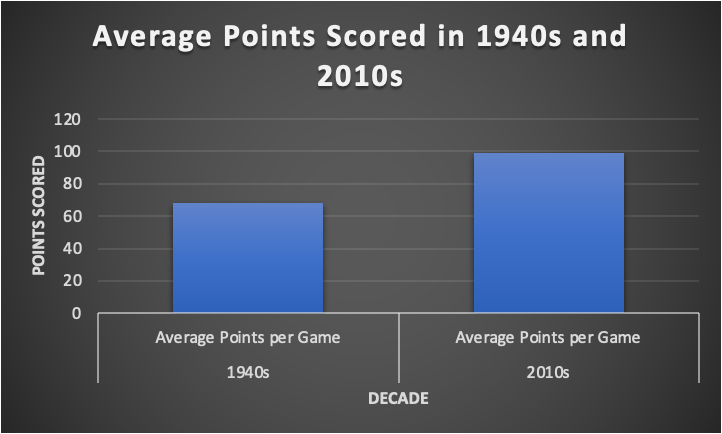 Average Points Scored in 1940s and
2010s
120
100
80
60
40
20
0
POINTS SCORED
Average Points per Game
Average Points per Game
1940s
2010s
DECADE